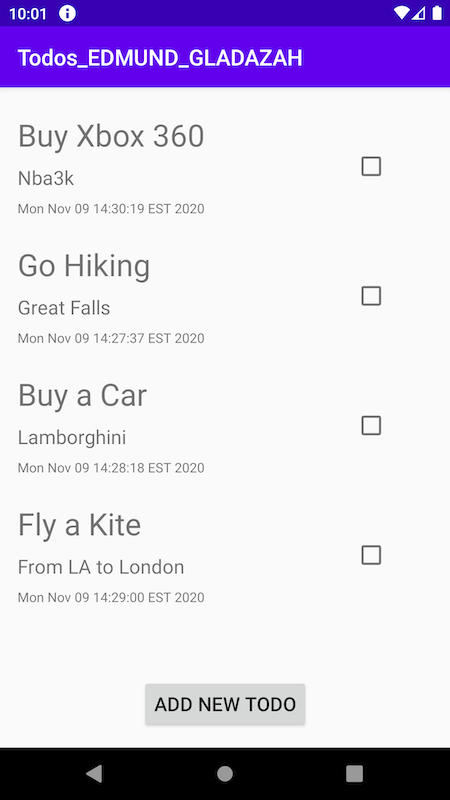 10:01
Todos_EDMUND_GLADAZAH
Buy Xbox 360
Nba3k
Mon Nov 09 14:30:19 EST 2020
Go Hiking
Great Falls
Mon Nov 09 14:27:37 EST 2020
Buy a Car
Lamborghini
Mon Nov 09 14:28:18 EST 2020
Fly a Kite
From LA to London
Mon Nov 09 14:29:00 EST 2020
ADD NEW TODO